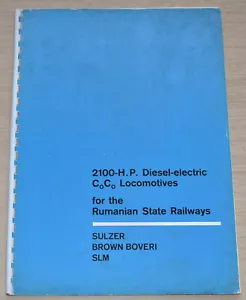 2100-H.P. Diesel-electric
CoCo Locomotives
for the
Rumanian State Railways
SULZER
BROWN BOVERI
SLM